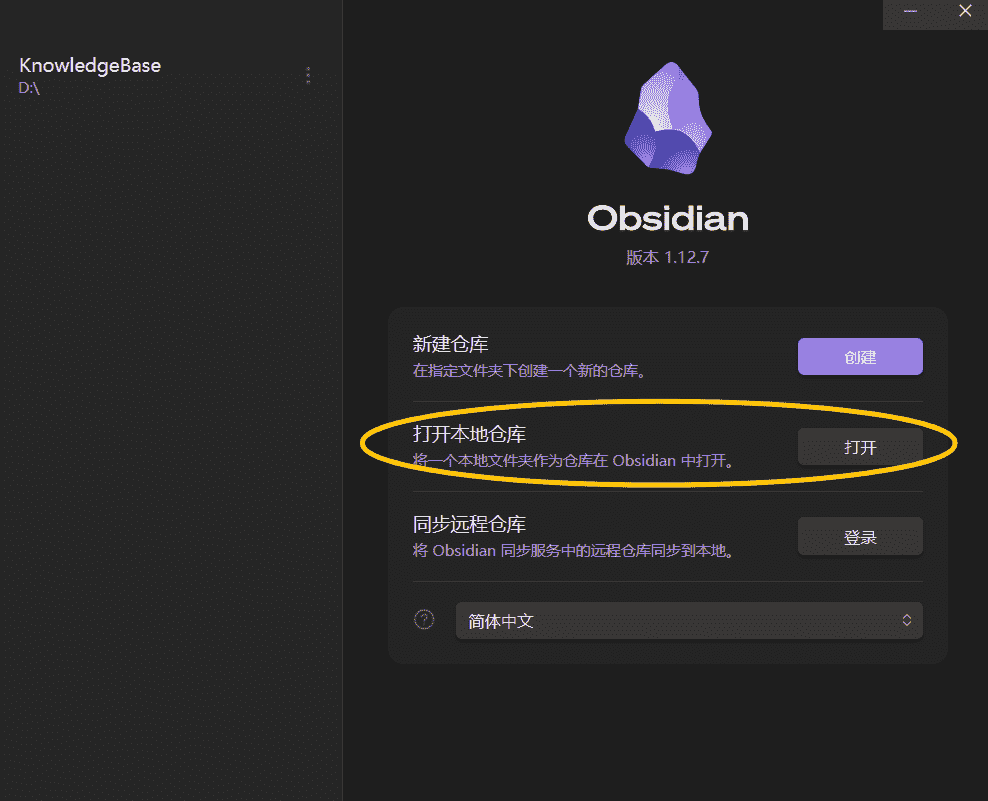 KnowledgeBase
D:\
Obsidian
版本 1.12.7
新建仓库
在指定文件夹下创建一个新的仓库。
创建
打开本地仓库
将一个本地文件夹作为仓库在 Obsidian 中打开。
打开
同步远程仓库
将 Obsidian 同步服务中的远程仓库同步到本地。
登录
?
简体中文